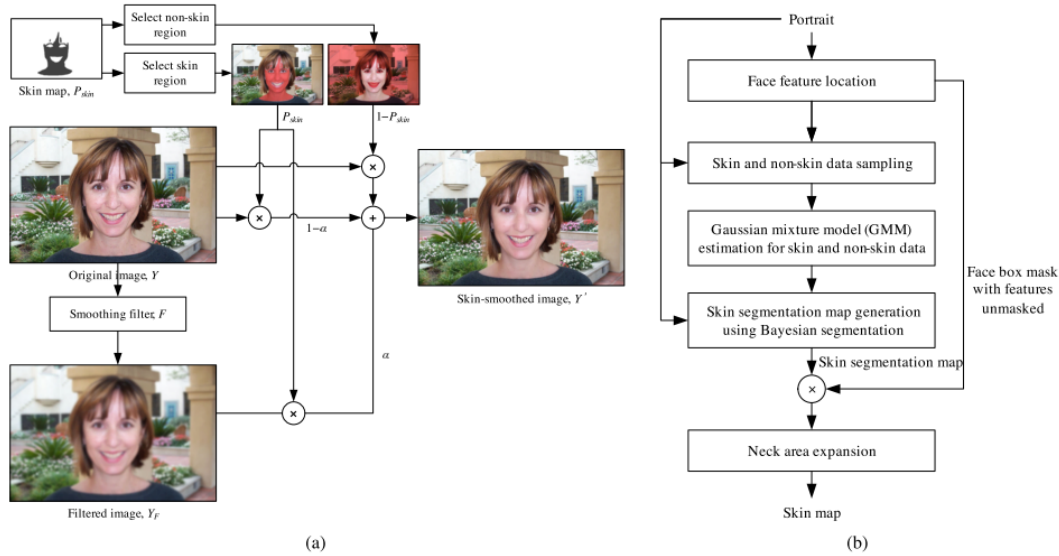 Select non-skin
region
Select skin
region
Skin map, P_skin
P_skin
1−P_skin
×
×
+
1−α
Original image, Y
Skin-smoothed image, Y′
Smoothing filter, F
α
×
Filtered image, Y_F
(a)
Portrait
Face feature location
Skin and non-skin data sampling
Gaussian mixture model (GMM)
estimation for skin and non-skin data
Face box mask
with features
unmasked
Skin segmentation map generation
using Bayesian segmentation
Skin segmentation map
×
Neck area expansion
Skin map
(b)